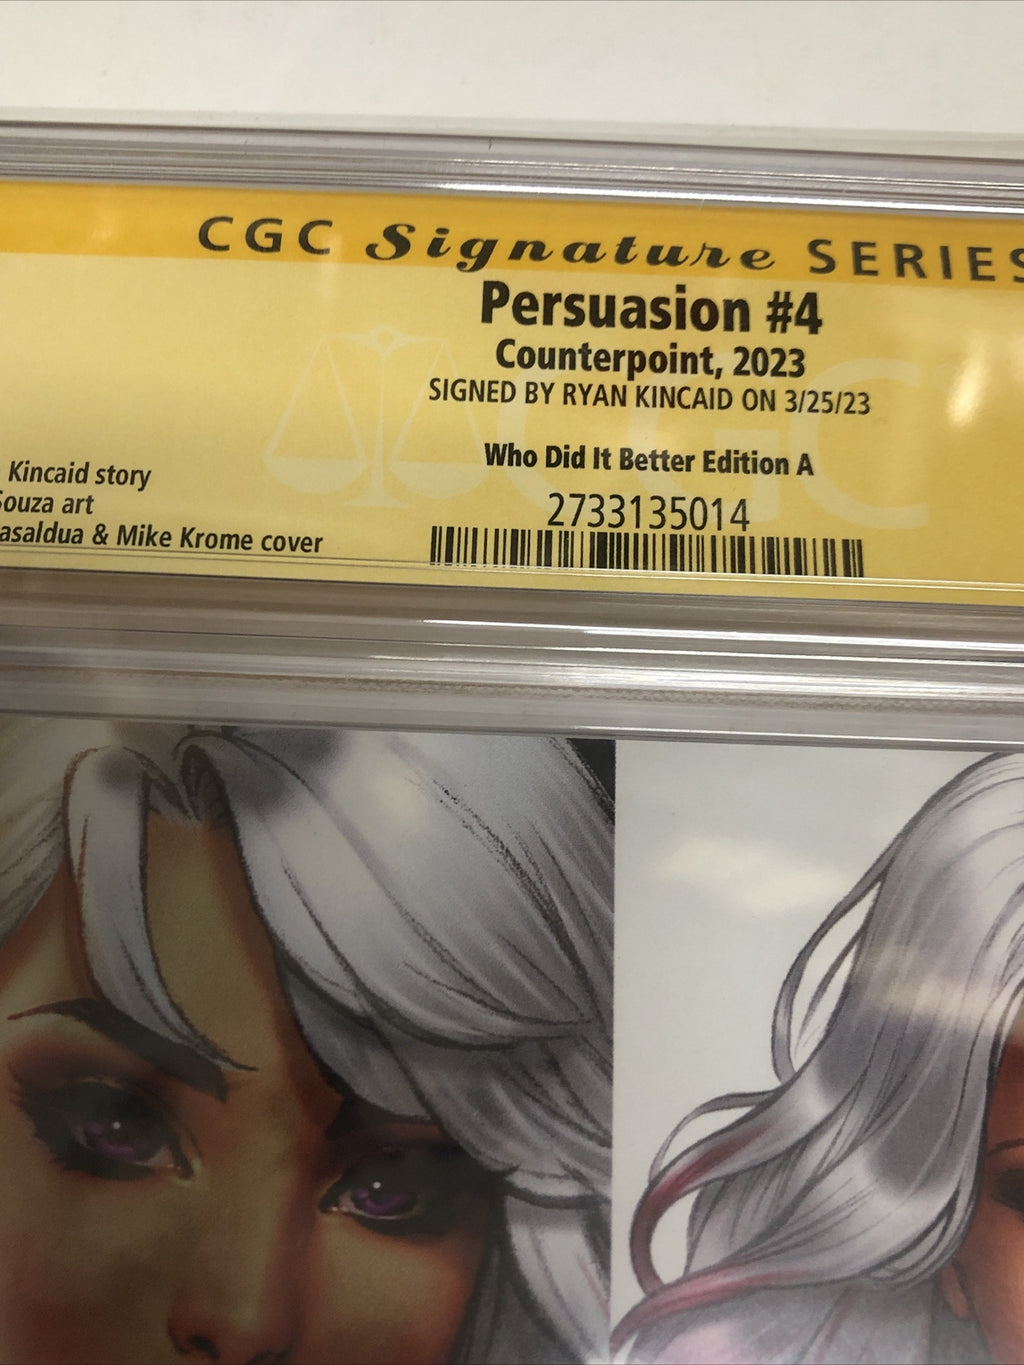 CGC Signature SERIES
Persuasion #4
Counterpoint, 2023
SIGNED BY RYAN KINCAID ON 3/25/23
Who Did It Better Edition A
2733135014
Kincaid story
Souza art
asaldua & Mike Krome cover
CGC